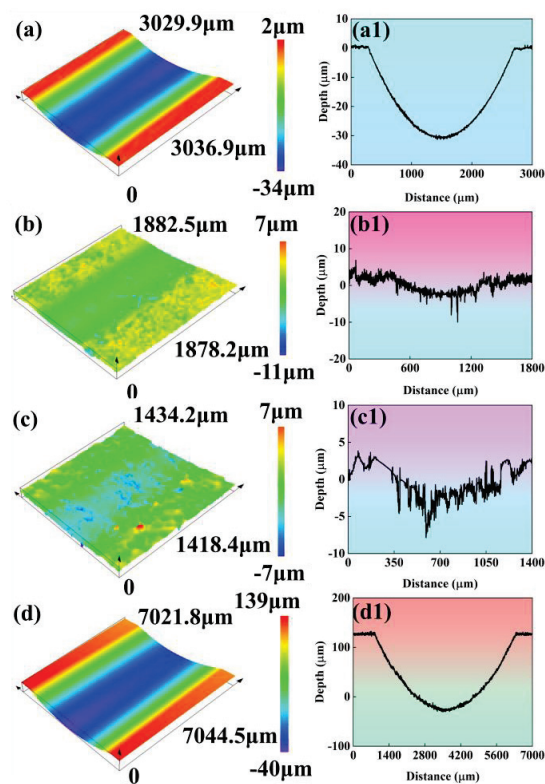 (a)
3029.9μm
3036.9μm
0
2μm
-34μm
(a1)
Depth (μm)
10
0
-10
-20
-30
-40
0 1000 2000 3000
Distance (μm)
(b)
1882.5μm
1878.2μm
0
7μm
-11μm
(b1)
Depth (μm)
20
10
0
-10
-20
0 600 1200 1800
Distance (μm)
(c)
1434.2μm
1418.4μm
0
7μm
-7μm
(c1)
Depth (μm)
10
5
0
-5
-10
0 350 700 1050 1400
Distance (μm)
(d)
7021.8μm
7044.5μm
0
139μm
-40μm
(d1)
Depth (μm)
200
100
0
-100
0 1400 2800 4200 5600 7000
Distance (μm)